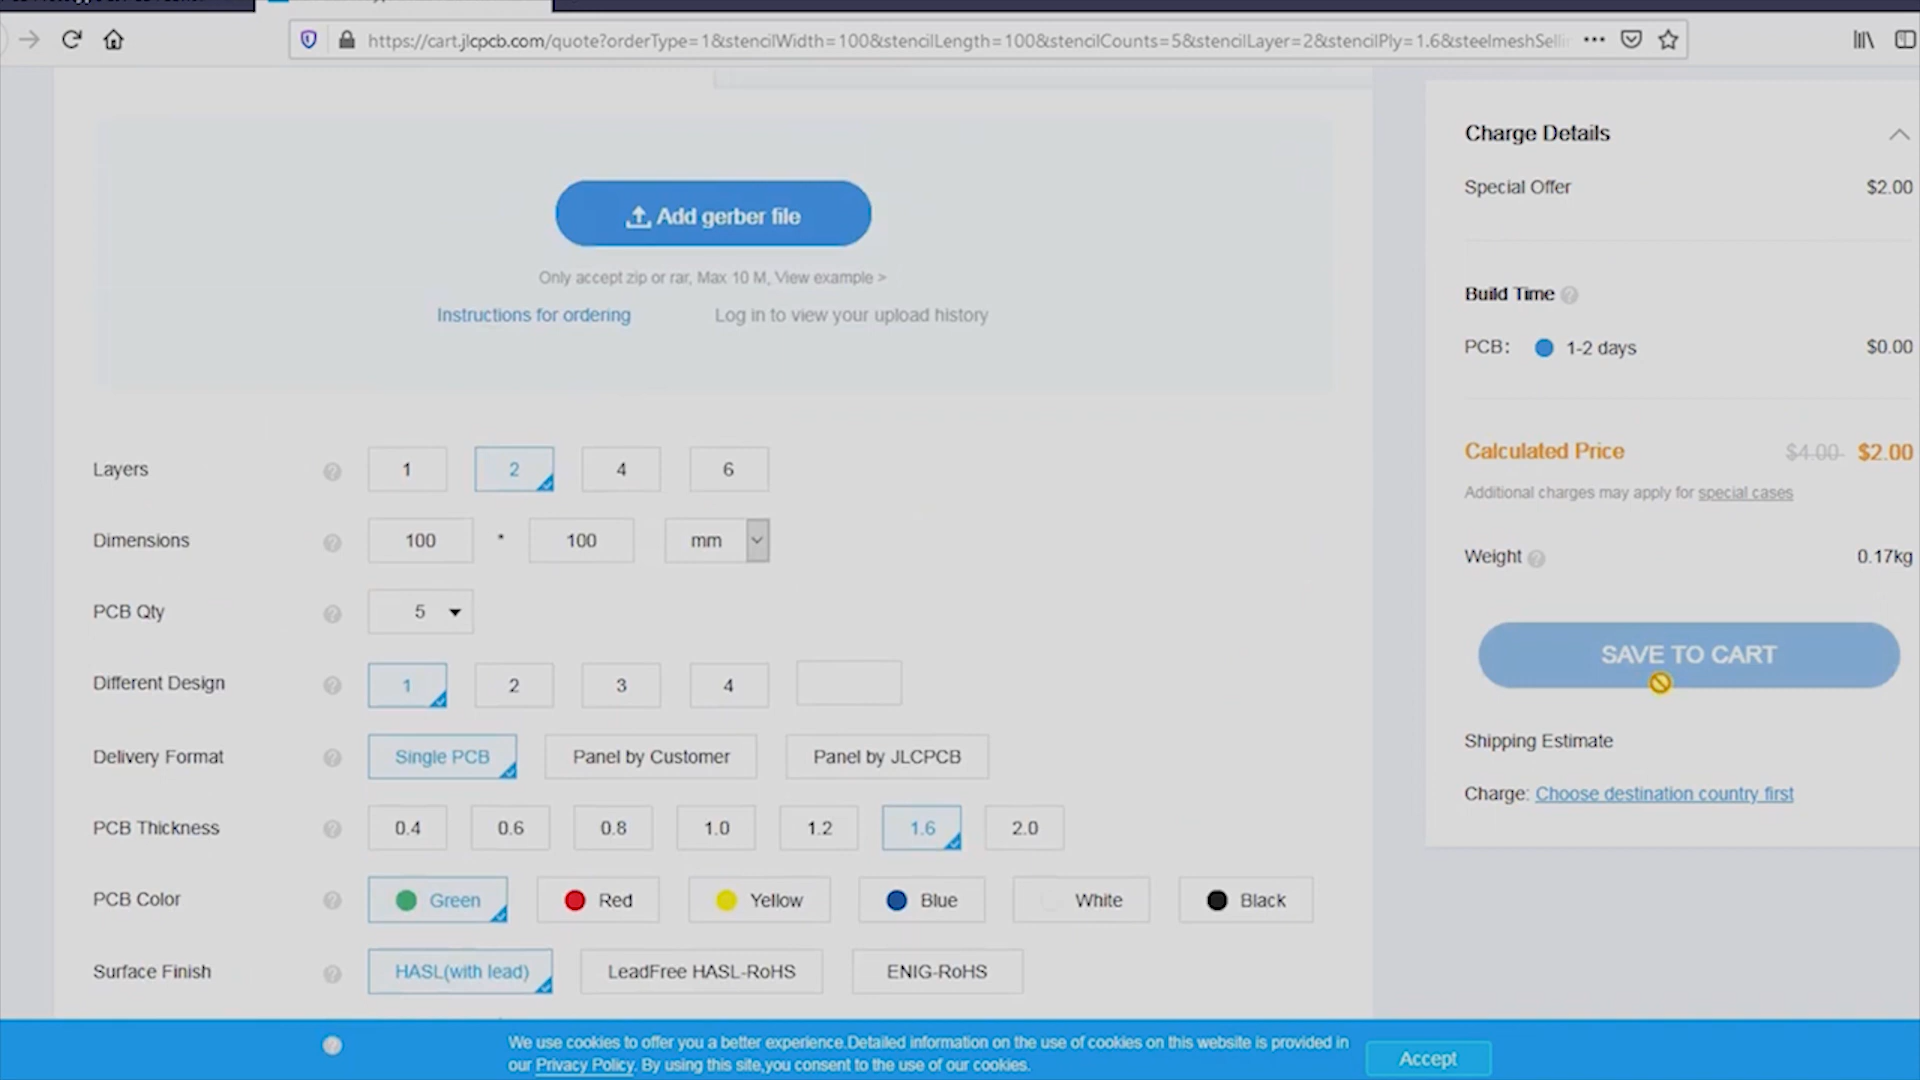 https://cart.jlcpcb.com/quote?orderType=1&stencilWidth=100&stencilLength=100&stencilCounts=5&stencilLayer=2&stencilPly=1.6&steelmeshSelli
Add gerber file
Only accept zip or rar, Max 10 M, View example >
Instructions for ordering
Log in to view your upload history
Layers ? 1 2 4 6
Dimensions ? 100 * 100 mm
PCB Qty ? 5
Different Design ? 1 2 3 4
Delivery Format ? Single PCB Panel by Customer Panel by JLCPCB
PCB Thickness ? 0.4 0.6 0.8 1.0 1.2 1.6 2.0
PCB Color ? Green Red Yellow Blue White Black
Surface Finish ? HASL(with lead) LeadFree HASL-RoHS ENIG-RoHS
Charge Details
Special Offer $2.00
Build Time ?
PCB: 1-2 days $0.00
Calculated Price $4.00 $2.00
Additional charges may apply for special cases
Weight ? 0.17kg
SAVE TO CART
Shipping Estimate
Charge: Choose destination country first
?
We use cookies to offer you a better experience.Detailed information on the use of cookies on this website is provided in
our Privacy Policy. By using this site,you consent to the use of our cookies.
Accept